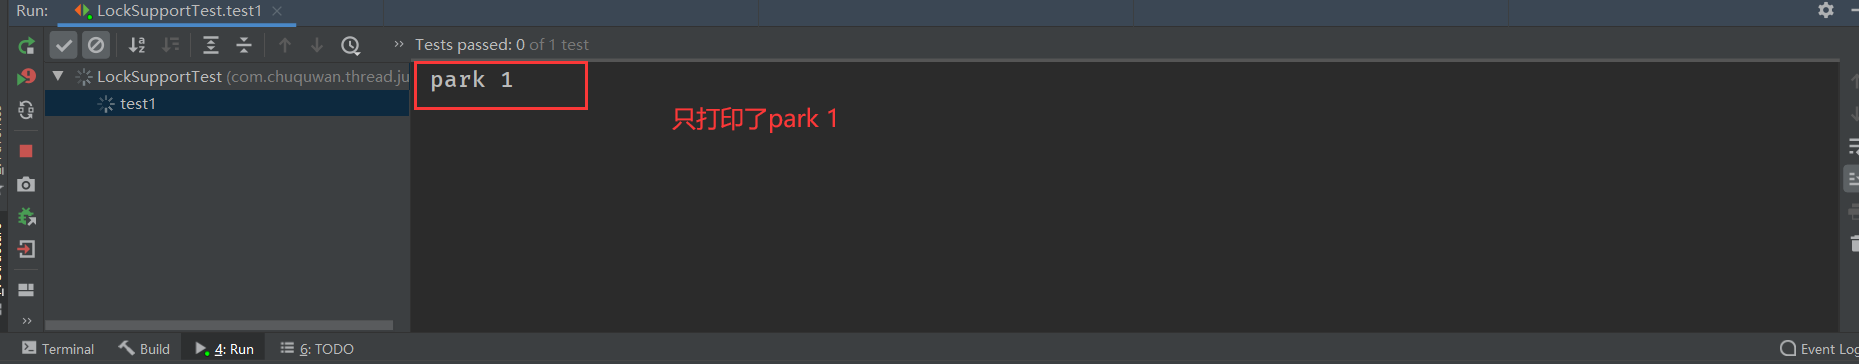 Run: LockSupportTest.test1
Tests passed: 0 of 1 test
LockSupportTest (com.chuquwan.thread.ju
test1
park 1
只打印了park 1
Terminal Build 4: Run 6: TODO Event Log